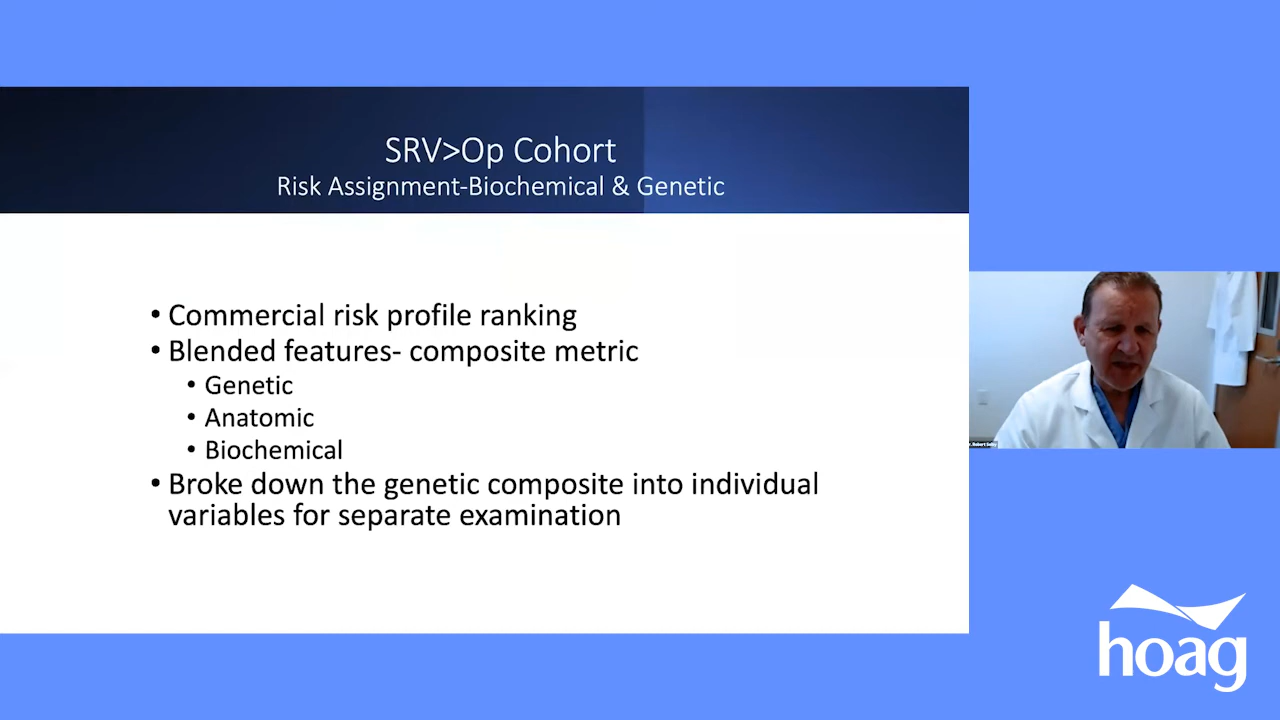 SRV>Op Cohort
Risk Assignment-Biochemical & Genetic
• Commercial risk profile ranking
• Blended features- composite metric
• Genetic
• Anatomic
• Biochemical
• Broke down the genetic composite into individual
variables for separate examination
hoag